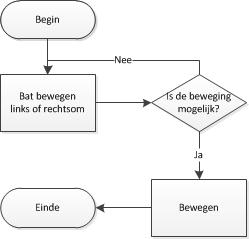 Begin
Nee
Bat bewegen
links of rechtsom
Is de beweging
mogelijk?
Ja
Bewegen
Einde